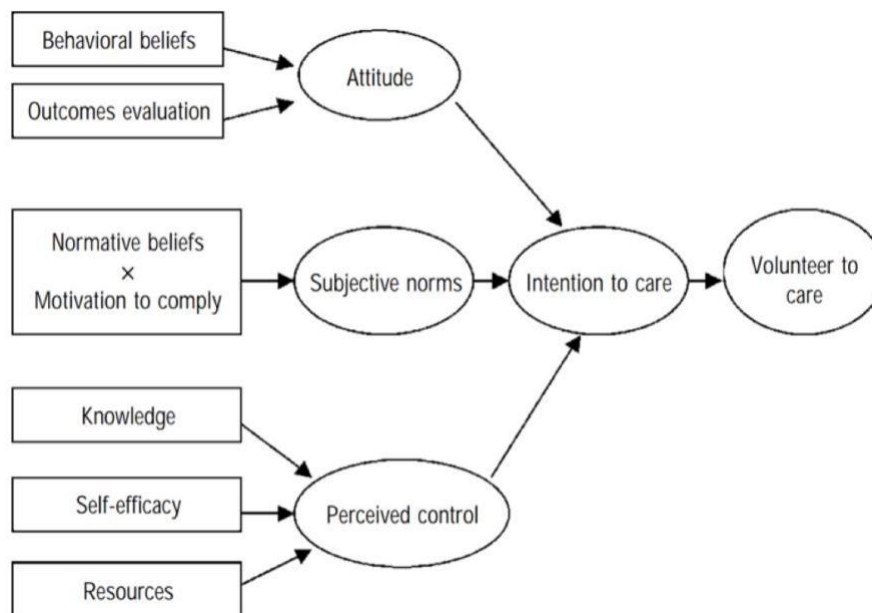 Behavioral beliefs
Outcomes evaluation
Attitude
Normative beliefs
×
Motivation to comply
Subjective norms
Intention to care
Volunteer to
care
Knowledge
Self-efficacy
Resources
Perceived control